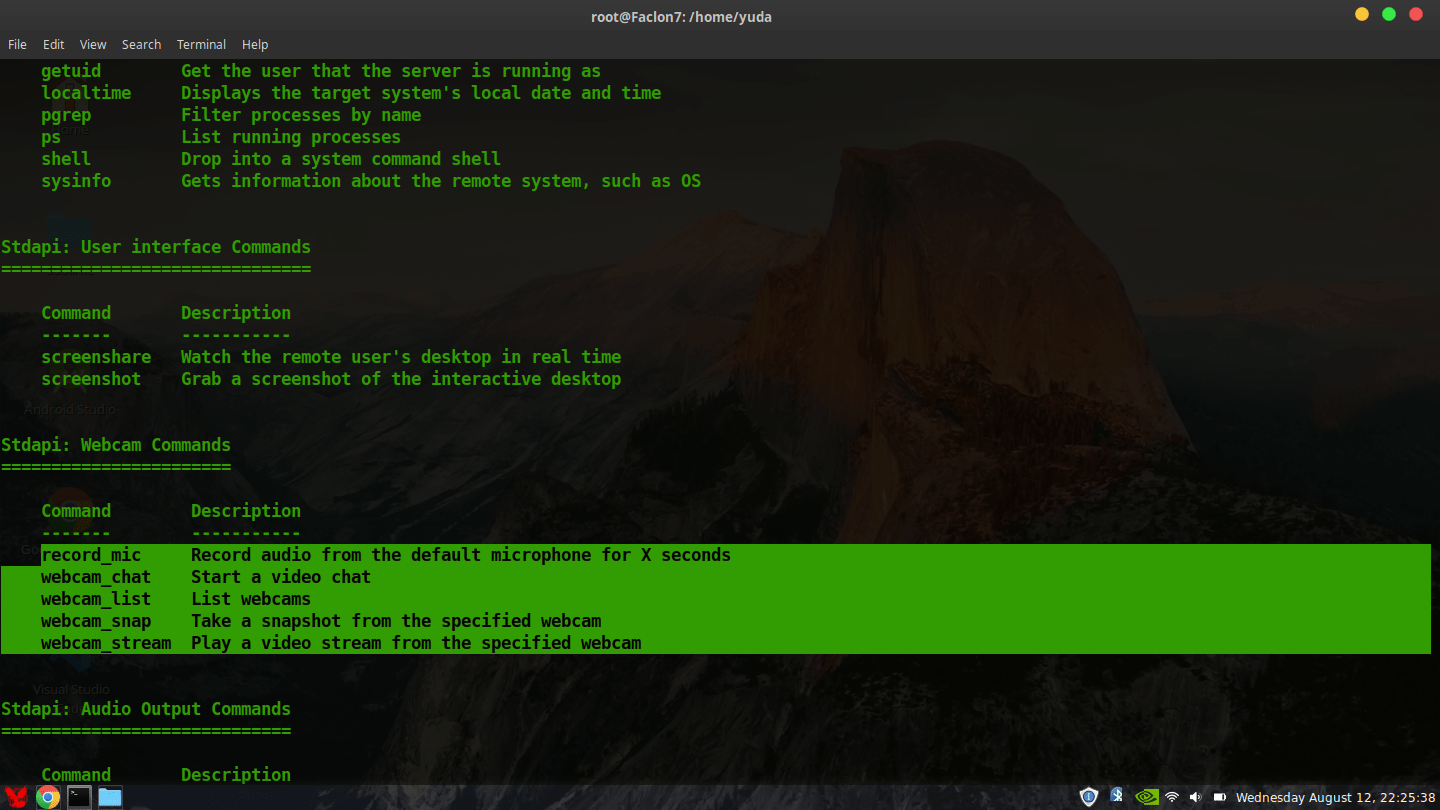 root@Faclon7: /home/yuda
File Edit View Search Terminal Help
getuid Get the user that the server is running as
localtime Displays the target system's local date and time
pgrep Filter processes by name
ps List running processes
shell Drop into a system command shell
sysinfo Gets information about the remote system, such as OS
Stdapi: User interface Commands
===============================
Command Description
------- -----------
screenshare Watch the remote user's desktop in real time
screenshot Grab a screenshot of the interactive desktop
Android Studio
Stdapi: Webcam Commands
=======================
Command Description
------- -----------
record_mic Record audio from the default microphone for X seconds
webcam_chat Start a video chat
webcam_list List webcams
webcam_snap Take a snapshot from the specified webcam
webcam_stream Play a video stream from the specified webcam
Visual Studio
Stdapi: Audio Output Commands
=============================
Command Description
Wednesday August 12, 22:25:38